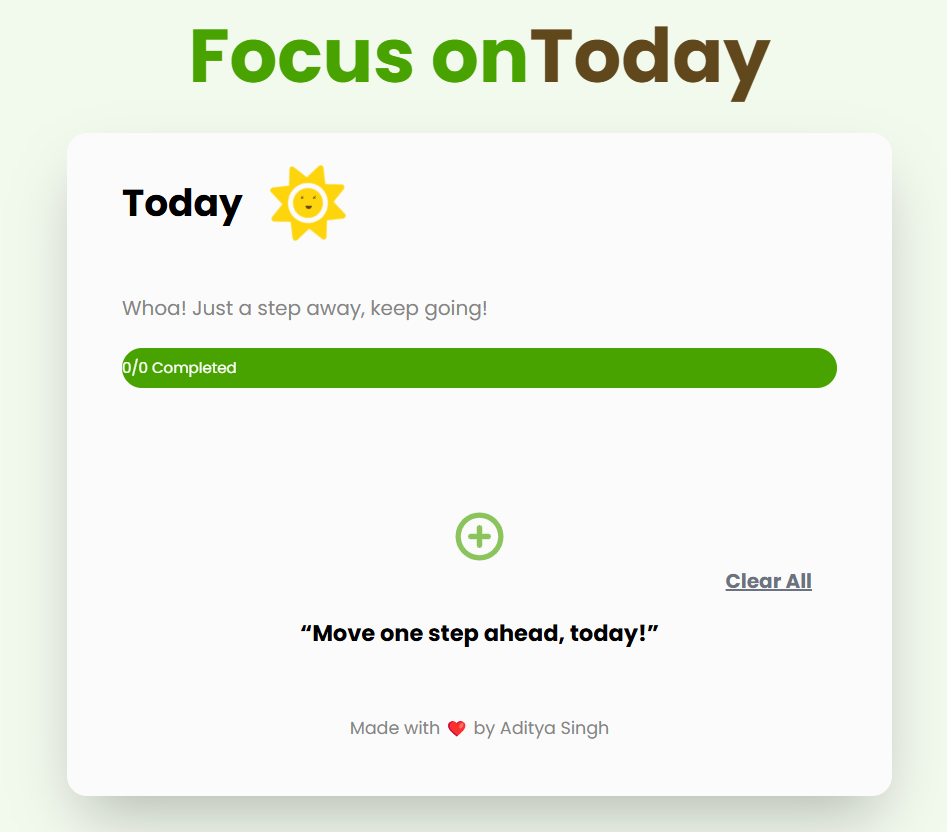 Focus onToday
Today
Whoa! Just a step away, keep going!
0/0 Completed
Clear All
“Move one step ahead, today!”
Made with ❤️ by Aditya Singh